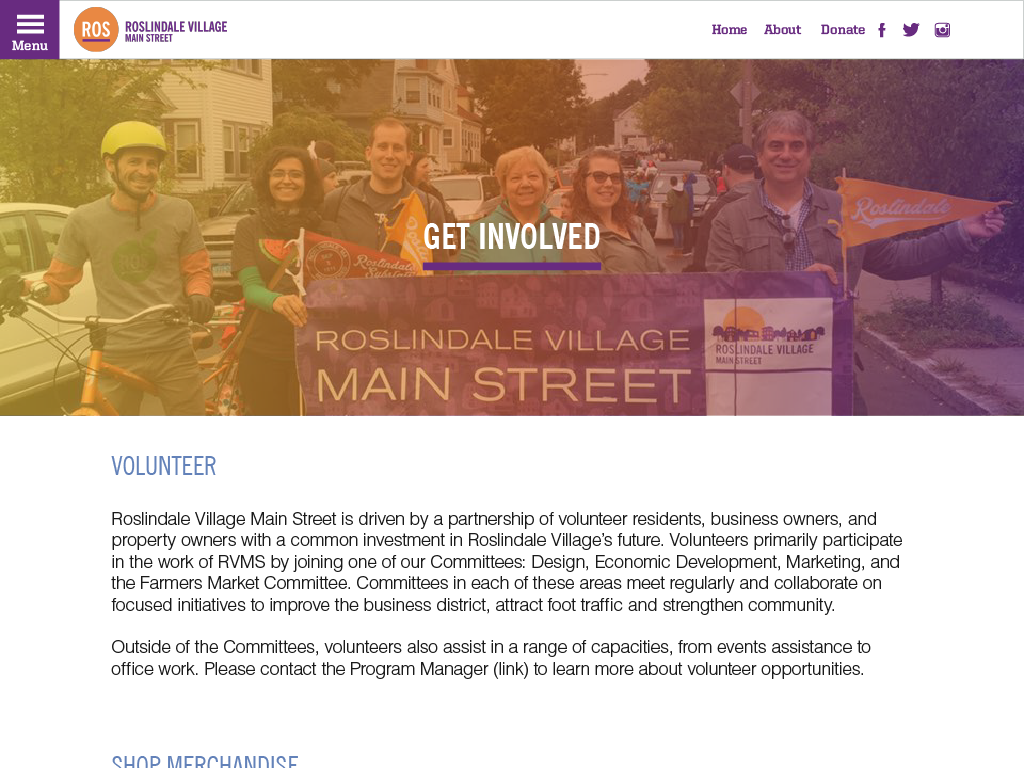 Menu
ROS
ROSLINDALE VILLAGE
MAIN STREET
Home About Donate
Roslindale
Roslindale
GET INVOLVED
ROSLINDALE VILLAGE
MAIN STREET
ROSLINDALE VILLAGE
MAIN STREET
VOLUNTEER
Roslindale Village Main Street is driven by a partnership of volunteer residents, business owners, and
property owners with a common investment in Roslindale Village’s future. Volunteers primarily participate
in the work of RVMS by joining one of our Committees: Design, Economic Development, Marketing, and
the Farmers Market Committee. Committees in each of these areas meet regularly and collaborate on
focused initiatives to improve the business district, attract foot traffic and strengthen community.
Outside of the Committees, volunteers also assist in a range of capacities, from events assistance to
office work. Please contact the Program Manager (link) to learn more about volunteer opportunities.
SHOP MERCHANDISE